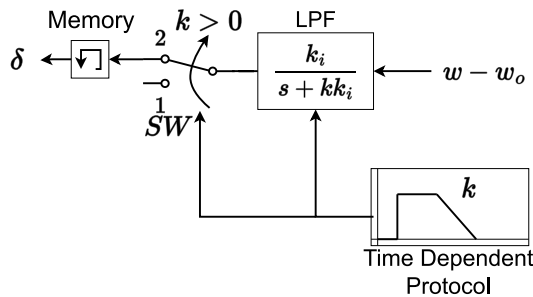 Memory
k > 0
LPF
δ
2
1
SW
k_i
s + kk_i
w − w_o
k
Time Dependent
Protocol